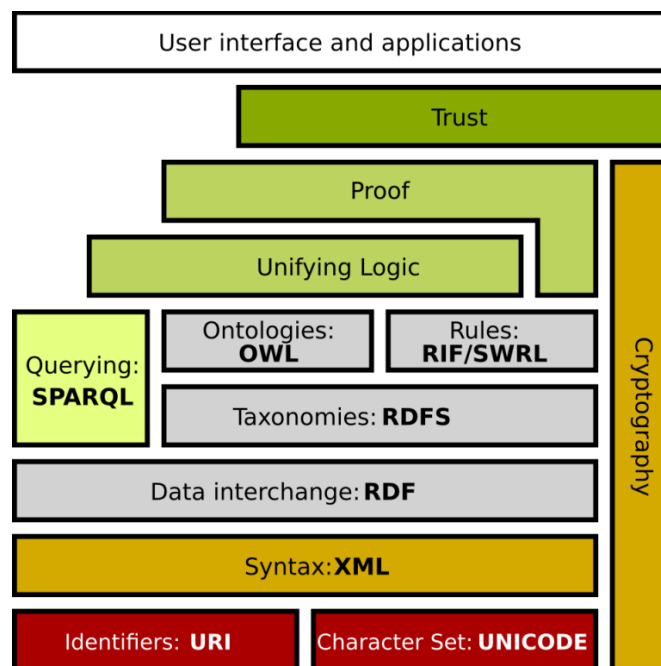 User interface and applications
Trust
Proof
Unifying Logic
Querying:
SPARQL
Ontologies:
OWL
Rules:
RIF/SWRL
Taxonomies: RDFS
Cryptography
Data interchange: RDF
Syntax:XML
Identifiers: URI
Character Set: UNICODE